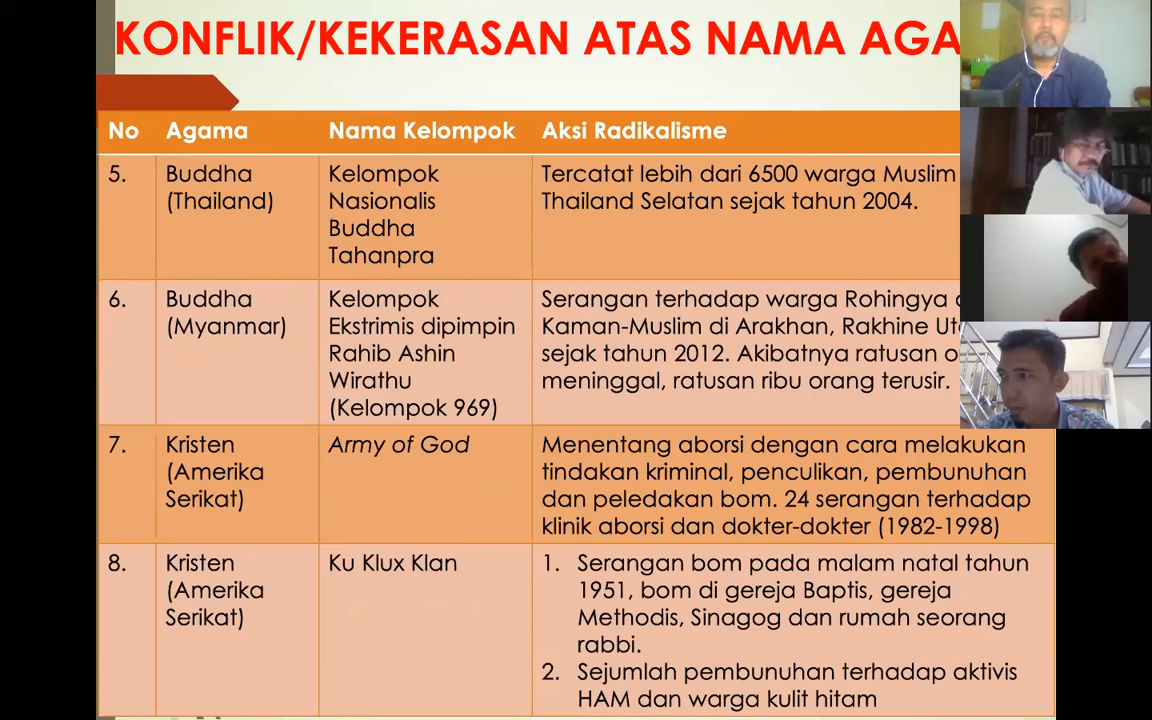 KONFLIK/KEKERASAN ATAS NAMA AGA
No Agama Nama Kelompok Aksi Radikalisme
5. Buddha (Thailand) Kelompok Nasionalis Buddha Tahanpra Tercatat lebih dari 6500 warga Muslim
Thailand Selatan sejak tahun 2004.
6. Buddha (Myanmar) Kelompok Ekstrimis dipimpin Rahib Ashin Wirathu (Kelompok 969) Serangan terhadap warga Rohingya
Kaman-Muslim di Arakhan, Rakhine
sejak tahun 2012. Akibatnya ratusan
meninggal, ratusan ribu orang terusir.
7. Kristen (Amerika Serikat) Army of God Menentang aborsi dengan cara melakukan
tindakan kriminal, penculikan, pembunuhan
dan peledakan bom. 24 serangan terhadap
klinik aborsi dan dokter-dokter (1982-1998)
8. Kristen (Amerika Serikat) Ku Klux Klan 1. Serangan bom pada malam natal tahun
1951, bom di gereja Baptis, gereja
Methodis, Sinagog dan rumah seorang
rabbi.
2. Sejumlah pembunuhan terhadap aktivis
HAM dan warga kulit hitam